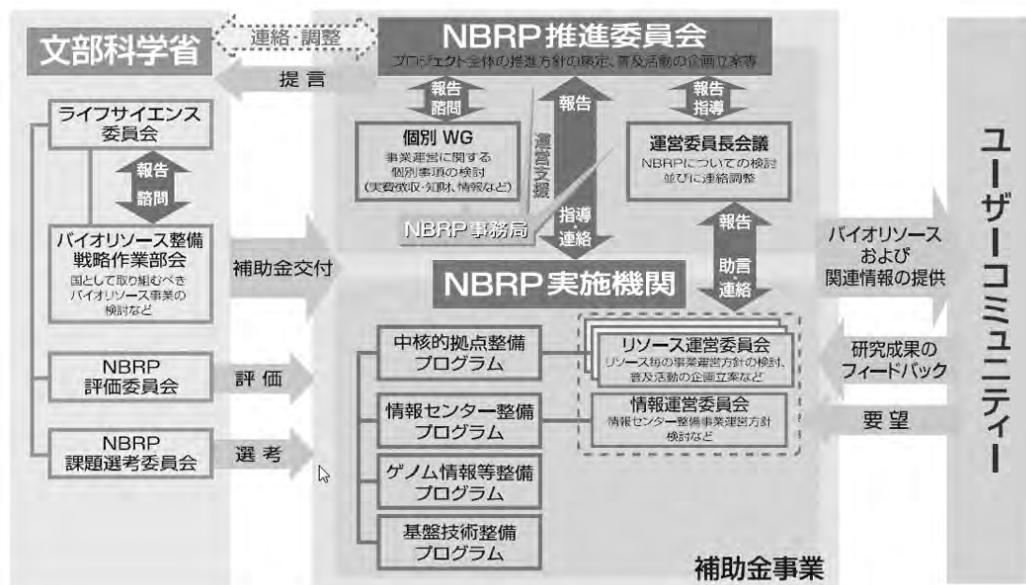 文部科学省
連絡・調整
提言
NBRP推進委員会
プロジェクト全体の推進方針の策定、普及活動の企画立案等
ライフサイエンス
委員会
報告
諮問
バイオリソース整備
戦略作業部会
国として取り組むべき
バイオリソース事業の
検討など
NBRP
評価委員会
NBRP
課題選考委員会
補助金交付
評価
選考
報告
諮問
個別 WG
事業運営に関する
個別事項の検討
(実費徴収・知財、情報など)
運営支援
NBRP事務局
報告
指導・
連絡
報告
指導
運営委員長会議
NBRPについての検討
並びに連絡調整
報告
助言・
連絡
NBRP実施機関
中核的拠点整備
プログラム
情報センター整備
プログラム
ゲノム情報等整備
プログラム
基盤技術整備
プログラム
リソース運営委員会
リソース毎の事業運営方針の検討、
普及活動の企画立案など
情報運営委員会
情報センター整備事業運営方針
検討など
補助金事業
バイオリソース
および
関連情報の提供
研究成果の
フィードバック
要望
ユーザーコミュニティー